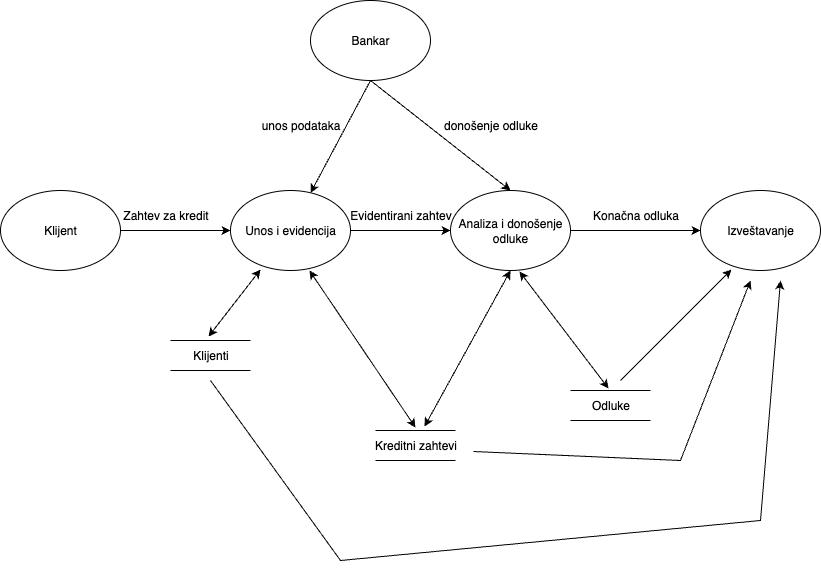 Bankar
unos podataka
donošenje odluke
Klijent
Zahtev za kredit
Unos i evidencija
Evidentirani zahtev
Analiza i donošenje
odluke
Konačna odluka
Izveštavanje
Klijenti
Kreditni zahtevi
Odluke